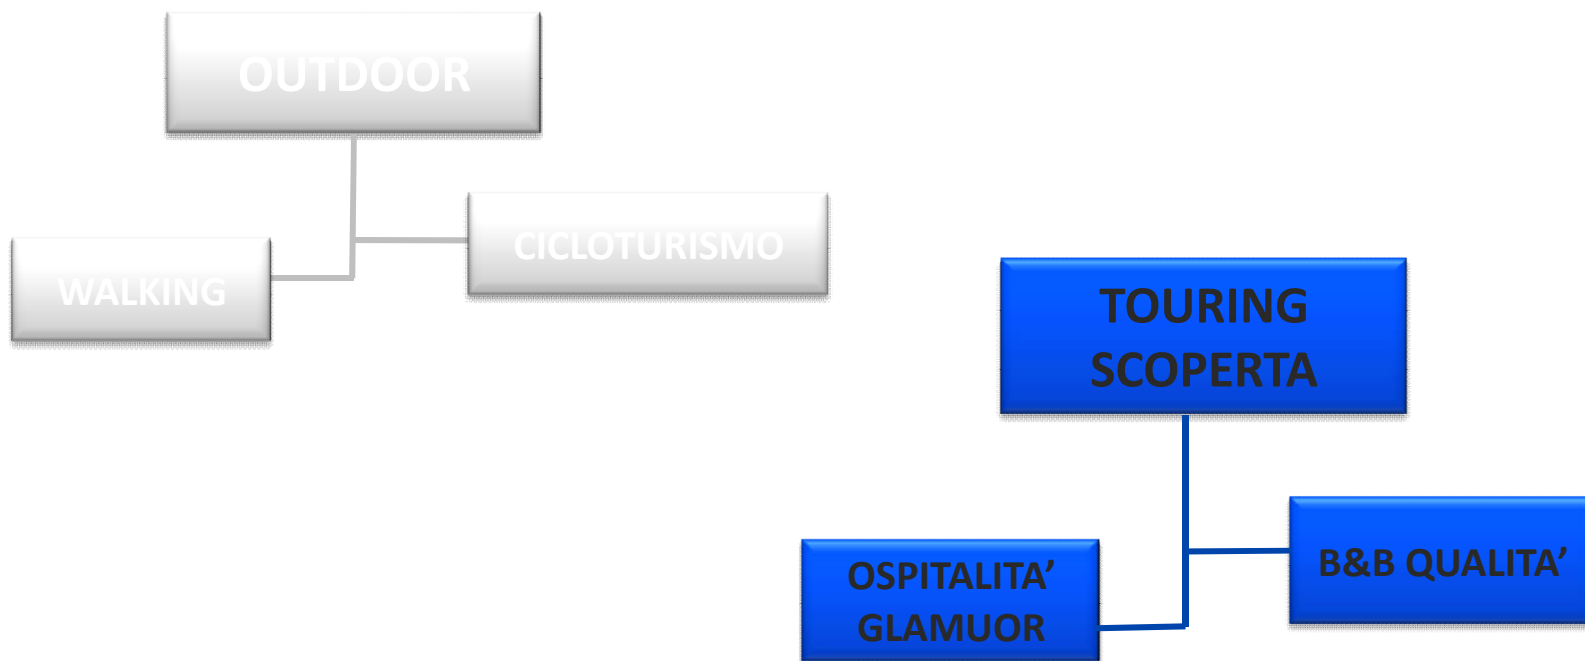 OUTDOOR
CICLOTURISMO
WALKING
TOURING
SCOPERTA
B&B QUALITA’
OSPITALITA’
GLAMUOR